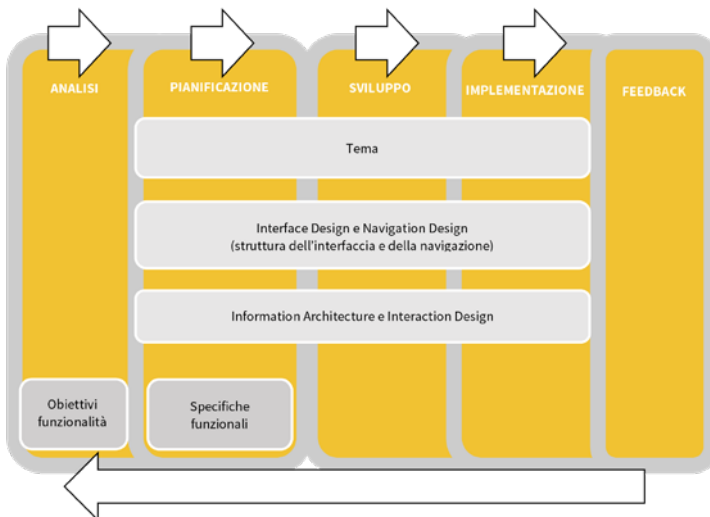 ANALISI
PIANIFICAZIONE
SVILUPPO
IMPLEMENTAZIONE
FEEDBACK
Tema
Interface Design e Navigation Design
(struttura dell'interfaccia e della navigazione)
Information Architecture e Interaction Design
Obiettivi
funzionalità
Specifiche
funzionali